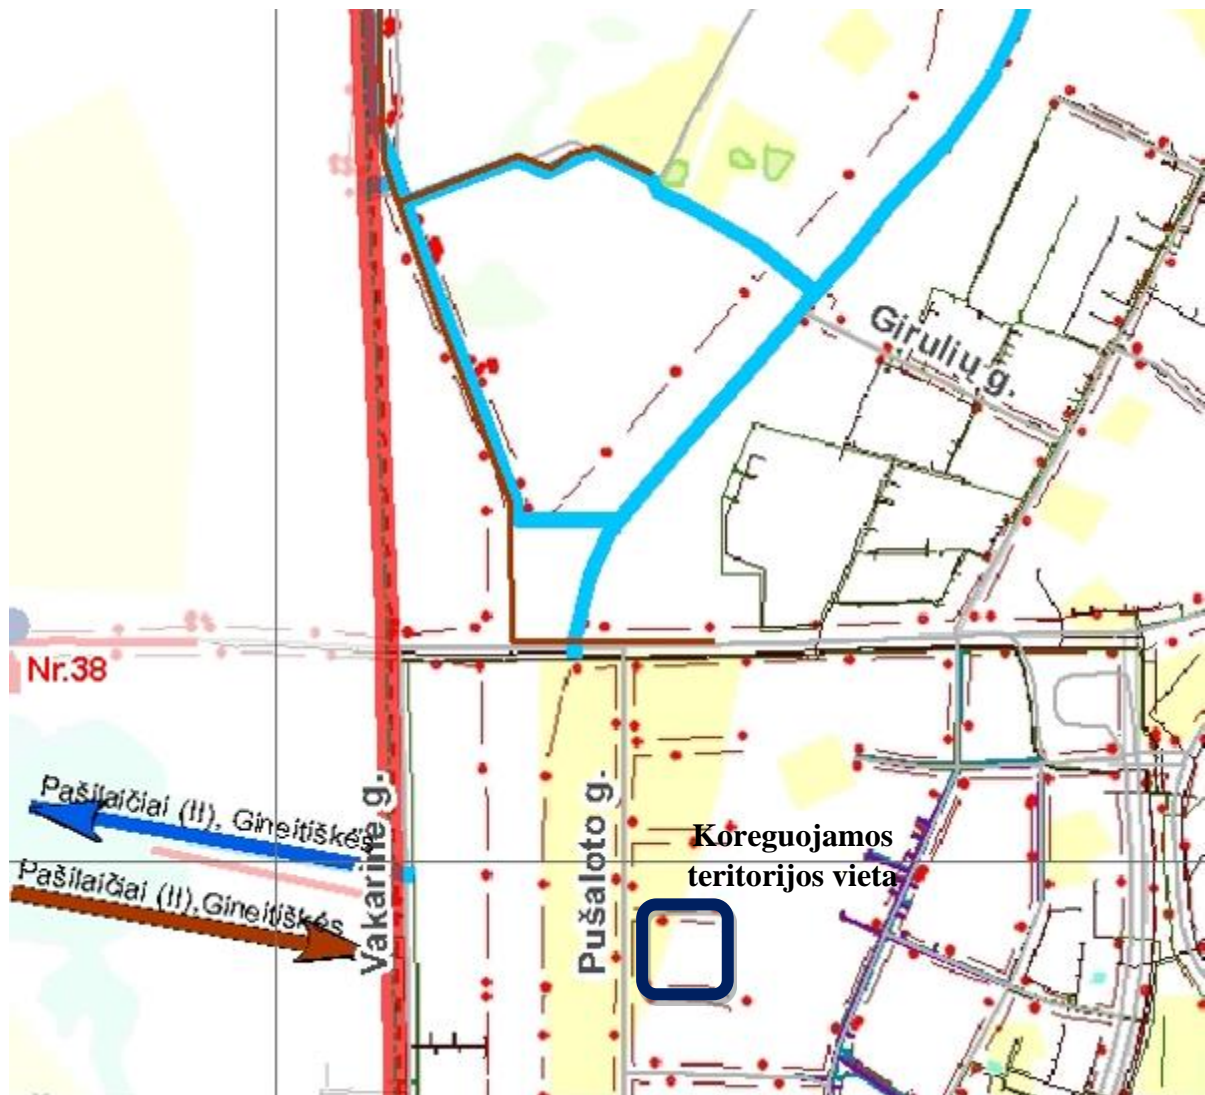 Girulių g.
Nr.38
Pašilaičiai (II), Gineitiškės
Pašilaičiai (II),Gineitiškės
Vakarinė g.
Pušaloto g.
Koreguojamos
teritorijos vieta